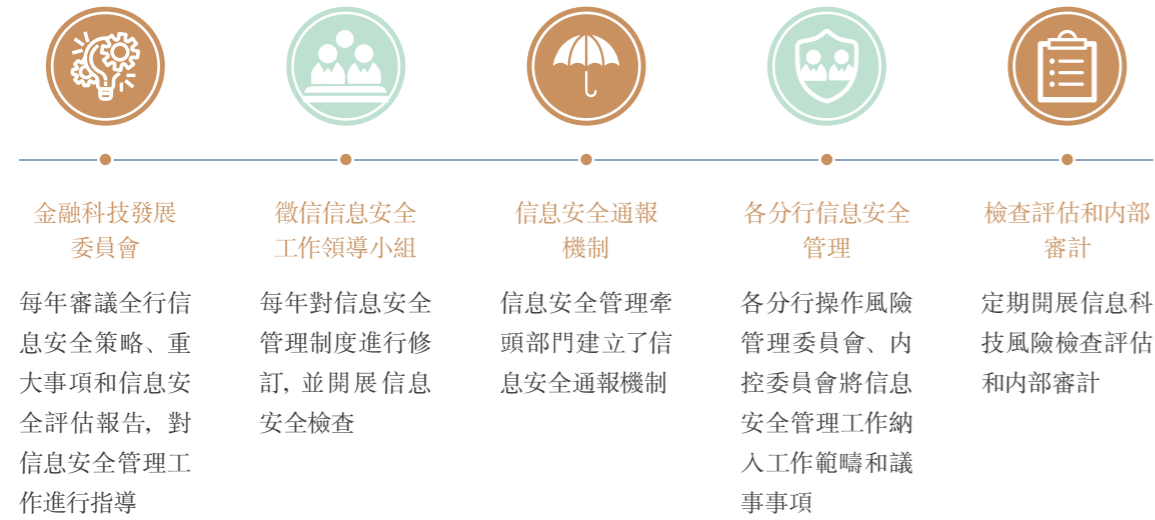 金融科技發展
委員會
每年審議全行信
息安全策略、重
大事項和信息安
全評估報告, 對
信息安全管理工
作進行指導
徵信信息安全
工作領導小組
每年對信息安全
管理制度進行修
訂, 並開展信息
安全檢查
信息安全通報
機制
信息安全管理牽
頭部門建立了信
息安全通報機制
各分行信息安全
管理
各分行操作風險
管理委員會、内
控委員會將信息
安全管理工作納
入工作範疇和議
事事項
檢查評估和内部
審計
定期開展信息科
技風險檢查評估
和内部審計